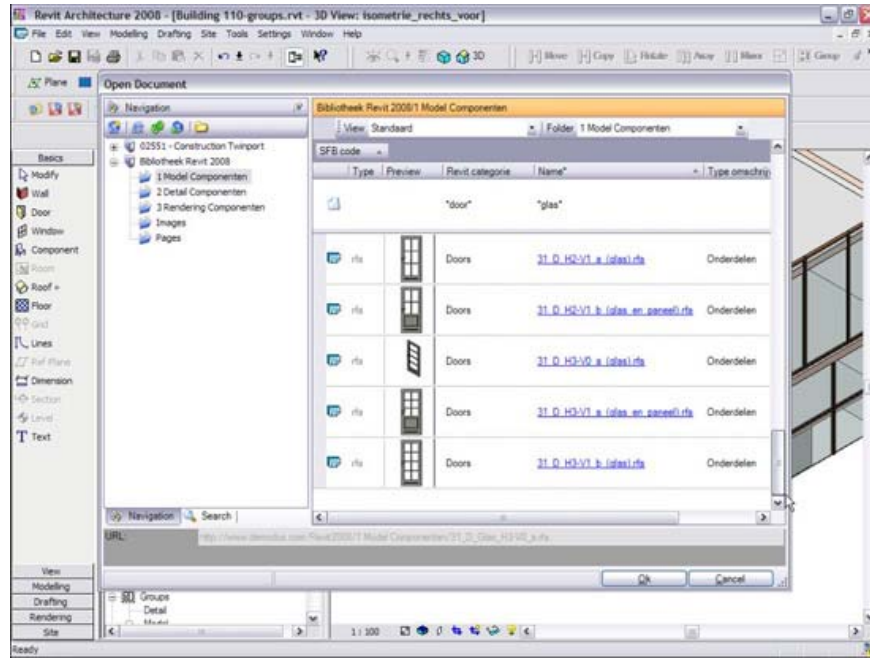 Revit Architecture 2008 - [Building 110-groups.rvt - 3D View: isometrie_rechts_voor]
File Edit View Modelling Drafting Site Tools Settings Window Help
3D Move Copy Rotate Array Group
Plane
Open Document
Navigation
Bibliotheek Revit 2008/1 Model Componenten
View Standaard Folder 1 Model Componenten
02551 - Construction Twinport
Bibliotheek Revit 2008
1 Model Componenten
2 Detail Componenten
3 Rendering Componenten
Images
Pages
SFB code
Type Preview Revit categorie Name* Type omschrijv
"door" "glas"
rfa Doors 31_D_H2-V1_a_(glas).rfa Onderdelen
rfa Doors 31_D_H2-V1_b_(glas_en_paneel).rfa Onderdelen
rfa Doors 31_D_H3-V0_a_(glas).rfa Onderdelen
rfa Doors 31_D_H3-V1_a_(glas_en_paneel).rfa Onderdelen
rfa Doors 31_D_H3-V1_b_(glas).rfa Onderdelen
Basics
Modify
Wall
Door
Window
Component
Room
Roof »
Floor
Grid
Lines
Ref Plane
Dimension
Section
Level
Text
Navigation Search
URL:
Ok Cancel
View
Modelling
Drafting
Rendering
Site
Groups
Detail
Model
1 : 100
Ready